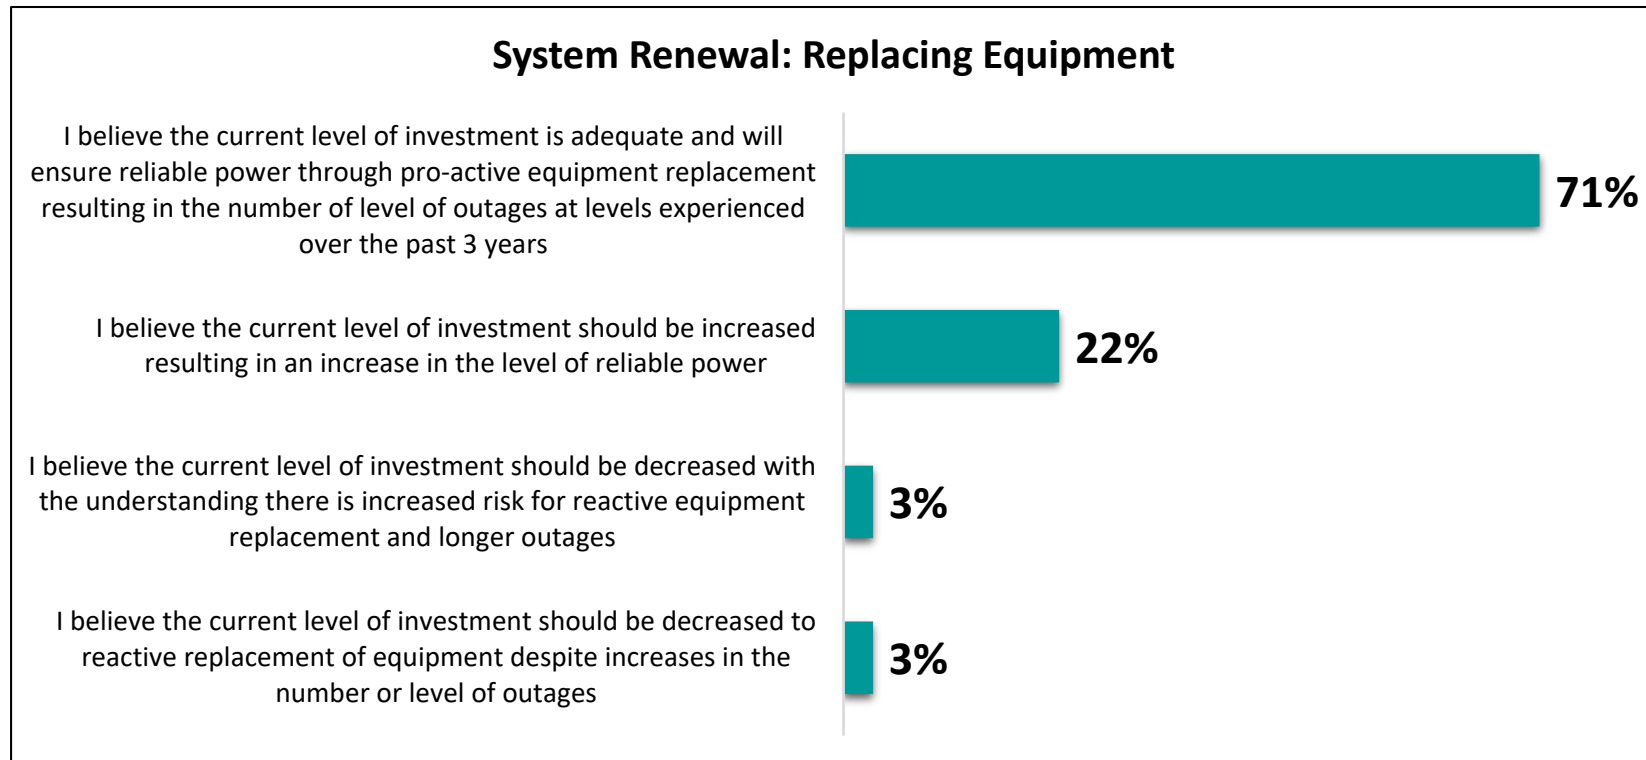 System Renewal: Replacing Equipment
I believe the current level of investment is adequate and will
ensure reliable power through pro-active equipment replacement
resulting in the number of level of outages at levels experienced
over the past 3 years
71%
I believe the current level of investment should be increased
resulting in an increase in the level of reliable power
22%
I believe the current level of investment should be decreased with
the understanding there is increased risk for reactive equipment
replacement and longer outages
3%
I believe the current level of investment should be decreased to
reactive replacement of equipment despite increases in the
number or level of outages
3%